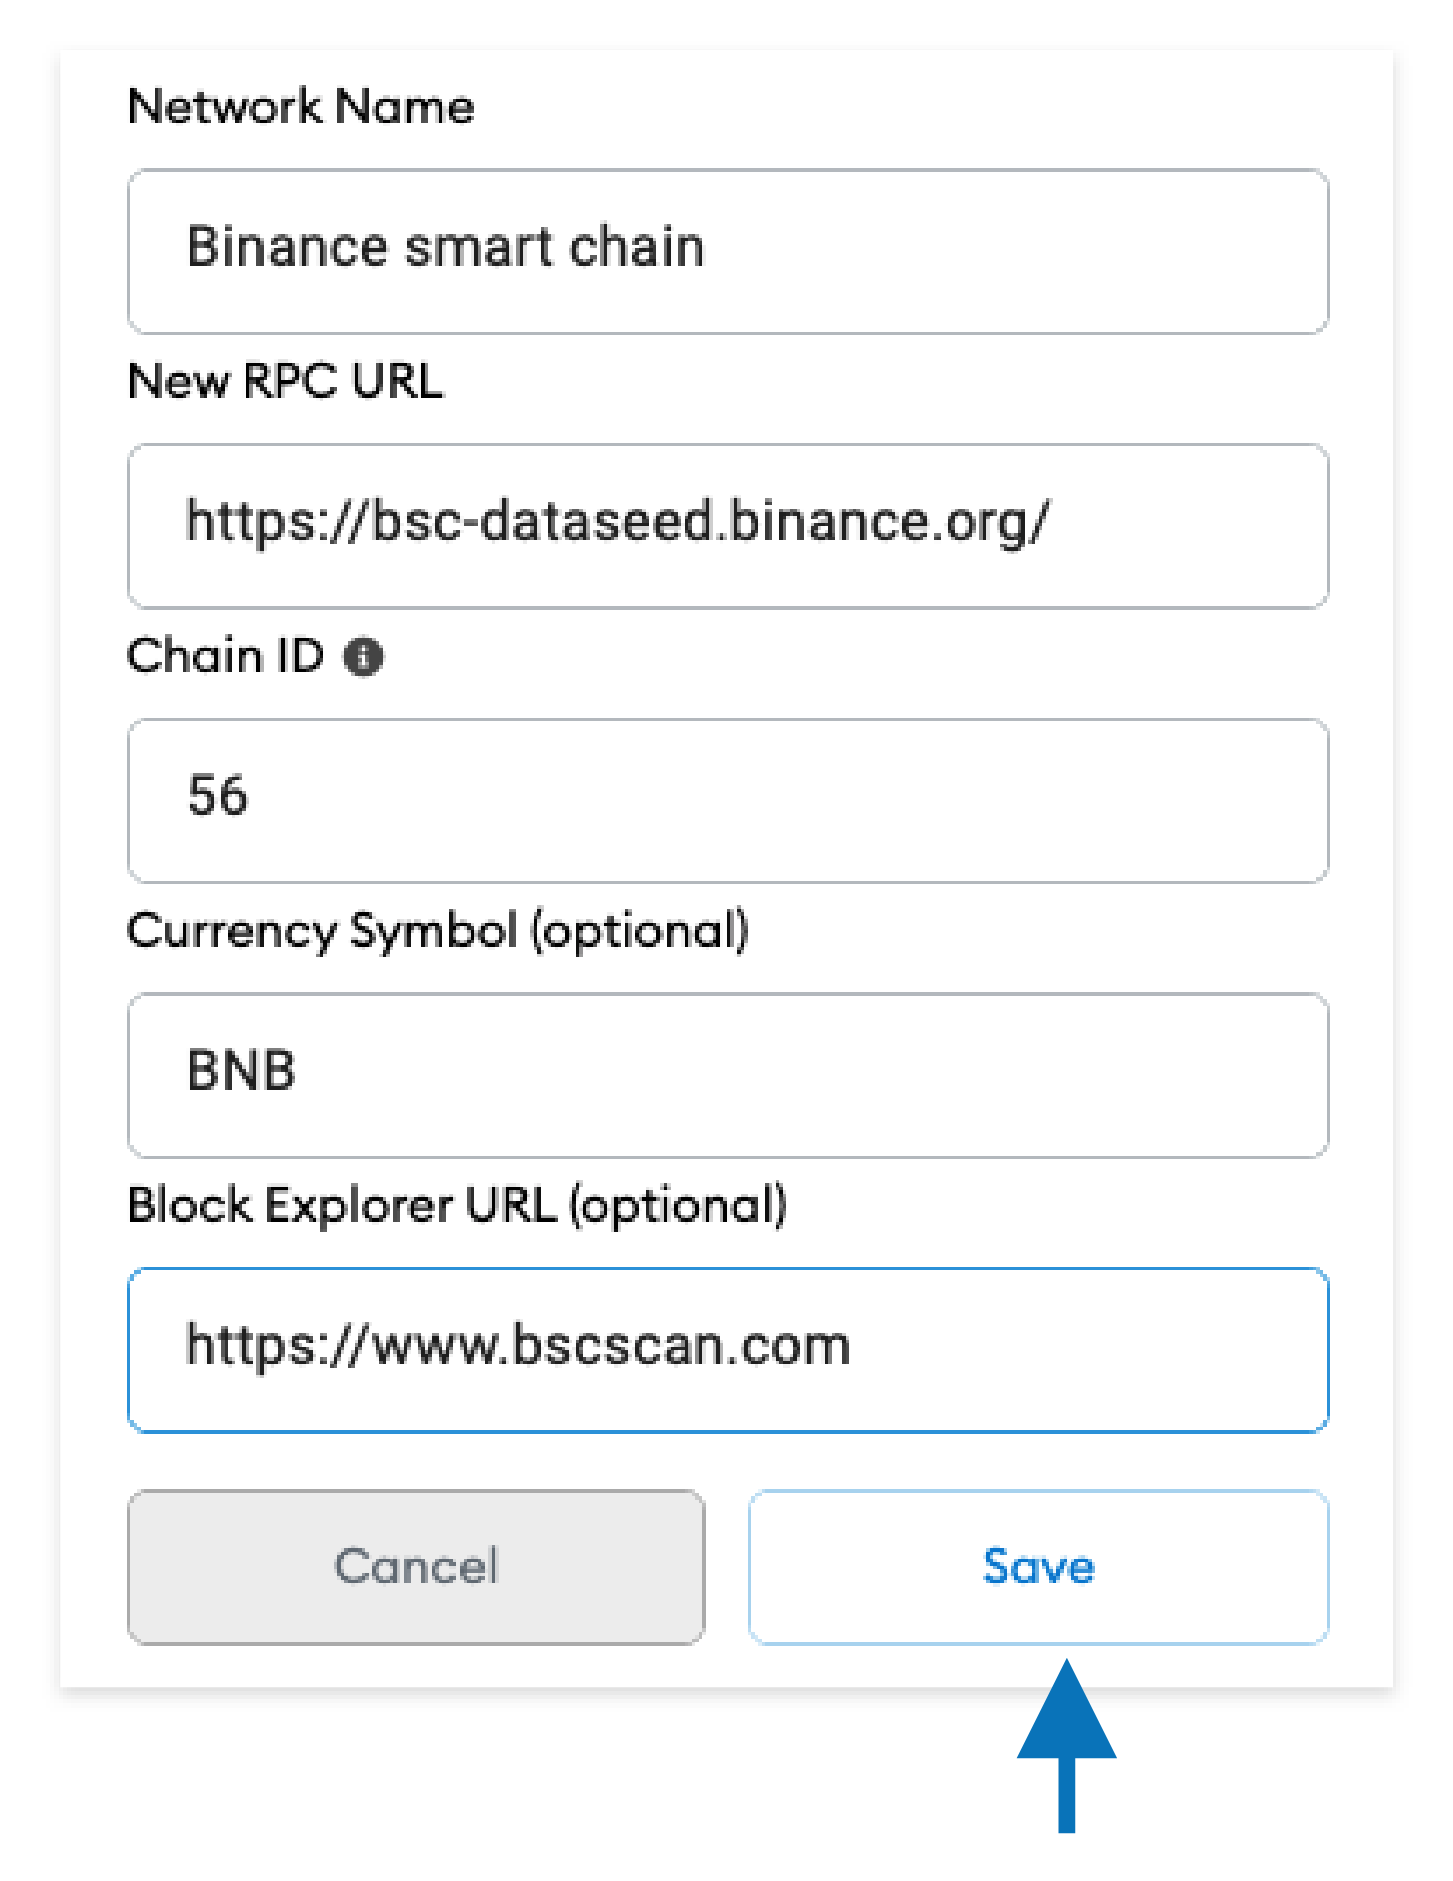 Network Name
Binance smart chain
New RPC URL
https://bsc-dataseed.binance.org/
Chain ID
56
Currency Symbol (optional)
BNB
Block Explorer URL (optional)
https://www.bscscan.com
Cancel
Save